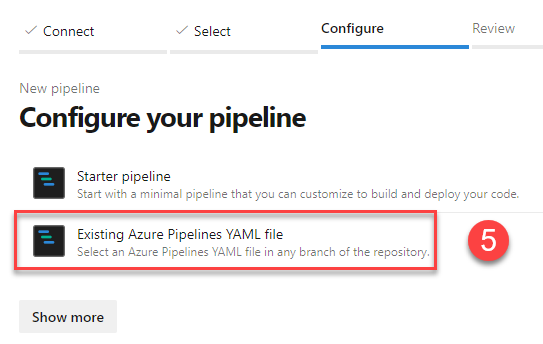 Connect
Select
Configure
Review
New pipeline
Configure your pipeline
Starter pipeline
Start with a minimal pipeline that you can customize to build and deploy your code.
Existing Azure Pipelines YAML file
Select an Azure Pipelines YAML file in any branch of the repository.
5
Show more